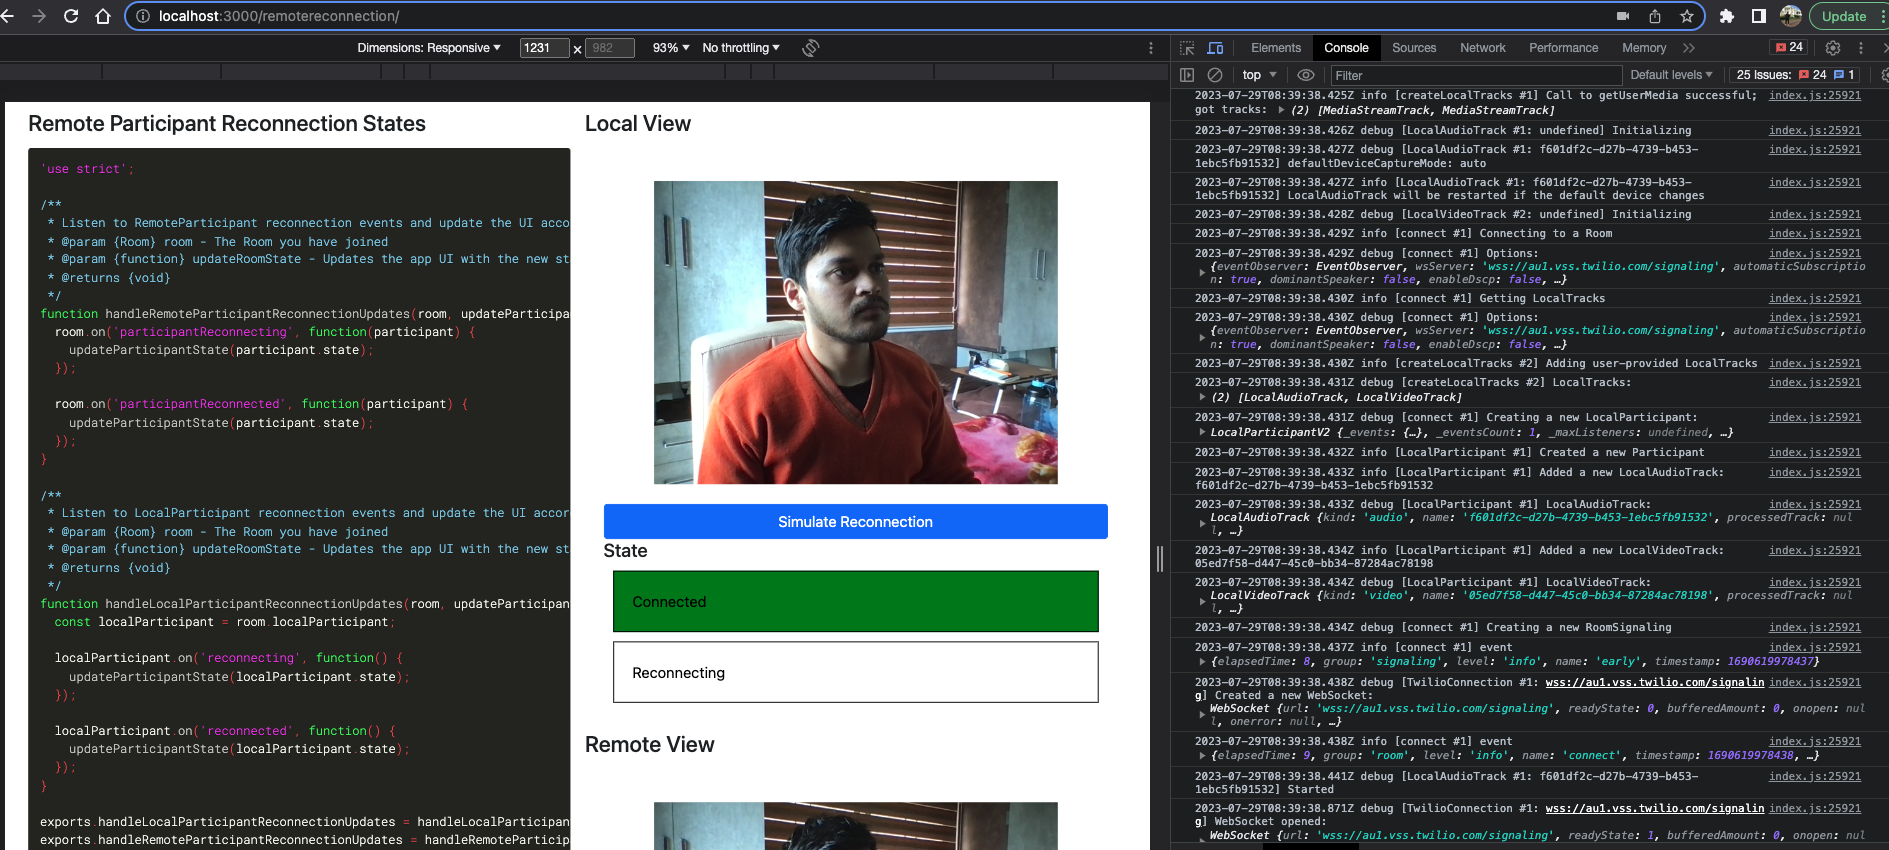 localhost:3000/remotereconnection/
Update
Dimensions: Responsive
1231 × 982
93%
No throttling
Elements
Console
Sources
Network
Performance
Memory
24
top
Filter
Default levels
25 Issues: 24 1
Remote Participant Reconnection States
'use strict';
/**
* Listen to RemoteParticipant reconnection events and update the UI acco
* @param {Room} room - The Room you have joined
* @param {function} updateRoomState - Updates the app UI with the new st
* @returns {void}
*/
function handleRemoteParticipantReconnectionUpdates(room, updateParticipa
room.on('participantReconnecting', function(participant) {
updateParticipantState(participant.state);
});
room.on('participantReconnected', function(participant) {
updateParticipantState(participant.state);
});
}
/**
* Listen to LocalParticipant reconnection events and update the UI accor
* @param {Room} room - The Room you have joined
* @param {function} updateRoomState - Updates the app UI with the new st
* @returns {void}
*/
function handleLocalParticipantReconnectionUpdates(room, updateParticipan
const localParticipant = room.localParticipant;
localParticipant.on('reconnecting', function() {
updateParticipantState(localParticipant.state);
});
localParticipant.on('reconnected', function() {
updateParticipantState(localParticipant.state);
});
}
exports.handleLocalParticipantReconnectionUpdates = handleLocalParticipan
exports.handleRemoteParticipantReconnectionUpdates = handleRemoteParticip
Local View
Simulate Reconnection
State
Connected
Reconnecting
Remote View
2023-07-29T08:39:38.425Z info [createLocalTracks #1] Call to getUserMedia successful; index.js:25921
got tracks: (2) [MediaStreamTrack, MediaStreamTrack]
2023-07-29T08:39:38.426Z debug [LocalAudioTrack #1: undefined] Initializing index.js:25921
2023-07-29T08:39:38.427Z debug [LocalAudioTrack #1: f601df2c-d27b-4739-b453- index.js:25921
1ebc5fb91532] defaultDeviceCaptureMode: auto
2023-07-29T08:39:38.427Z info [LocalAudioTrack #1: f601df2c-d27b-4739-b453- index.js:25921
1ebc5fb91532] LocalAudioTrack will be restarted if the default device changes
2023-07-29T08:39:38.428Z debug [LocalVideoTrack #2: undefined] Initializing index.js:25921
2023-07-29T08:39:38.429Z info [connect #1] Connecting to a Room index.js:25921
2023-07-29T08:39:38.429Z debug [connect #1] Options: index.js:25921
{eventObserver: EventObserver, wsServer: 'wss://au1.vss.twilio.com/signaling', automaticSubscriptio
n: true, dominantSpeaker: false, enableDscp: false, …}
2023-07-29T08:39:38.430Z info [connect #1] Getting LocalTracks index.js:25921
2023-07-29T08:39:38.430Z debug [connect #1] Options: index.js:25921
{eventObserver: EventObserver, wsServer: 'wss://au1.vss.twilio.com/signaling', automaticSubscriptio
n: true, dominantSpeaker: false, enableDscp: false, …}
2023-07-29T08:39:38.430Z info [createLocalTracks #2] Adding user-provided LocalTracks index.js:25921
2023-07-29T08:39:38.431Z debug [createLocalTracks #2] LocalTracks: index.js:25921
(2) [LocalAudioTrack, LocalVideoTrack]
2023-07-29T08:39:38.431Z debug [connect #1] Creating a new LocalParticipant: index.js:25921
LocalParticipantV2 {_events: {…}, _eventsCount: 1, _maxListeners: undefined, …}
2023-07-29T08:39:38.432Z info [LocalParticipant #1] Created a new Participant index.js:25921
2023-07-29T08:39:38.433Z info [LocalParticipant #1] Added a new LocalAudioTrack: index.js:25921
f601df2c-d27b-4739-b453-1ebc5fb91532
2023-07-29T08:39:38.433Z debug [LocalParticipant #1] LocalAudioTrack: index.js:25921
LocalAudioTrack {kind: 'audio', name: 'f601df2c-d27b-4739-b453-1ebc5fb91532', processedTrack: nul
l, …}
2023-07-29T08:39:38.434Z info [LocalParticipant #1] Added a new LocalVideoTrack: index.js:25921
05ed7f58-d447-45c0-bb34-87284ac78198
2023-07-29T08:39:38.434Z debug [LocalParticipant #1] LocalVideoTrack: index.js:25921
LocalVideoTrack {kind: 'video', name: '05ed7f58-d447-45c0-bb34-87284ac78198', processedTrack: nul
l, …}
2023-07-29T08:39:38.434Z debug [connect #1] Creating a new RoomSignaling index.js:25921
2023-07-29T08:39:38.437Z info [connect #1] event index.js:25921
{elapsedTime: 8, group: 'signaling', level: 'info', name: 'early', timestamp: 1690619978437}
2023-07-29T08:39:38.438Z debug [TwilioConnection #1: wss://au1.vss.twilio.com/signalin index.js:25921
g] Created a new WebSocket:
WebSocket {url: 'wss://au1.vss.twilio.com/signaling', readyState: 0, bufferedAmount: 0, onopen: nul
l, onerror: null, …}
2023-07-29T08:39:38.438Z info [connect #1] event index.js:25921
{elapsedTime: 9, group: 'room', level: 'info', name: 'connect', timestamp: 1690619978438, …}
2023-07-29T08:39:38.441Z debug [LocalAudioTrack #1: f601df2c-d27b-4739-b453- index.js:25921
1ebc5fb91532] Started
2023-07-29T08:39:38.871Z debug [TwilioConnection #1: wss://au1.vss.twilio.com/signalin index.js:25921
g] WebSocket opened:
WebSocket {url: 'wss://au1.vss.twilio.com/signaling', readyState: 1, bufferedAmount: 0, onopen: nul